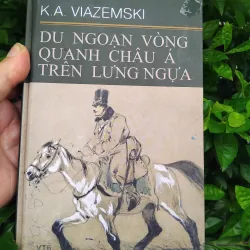 K A. VIAZEMSKI
DU NGOẠN VÒNG
QUANH CHÂU Á
TRÊN LƯNG NGỰA